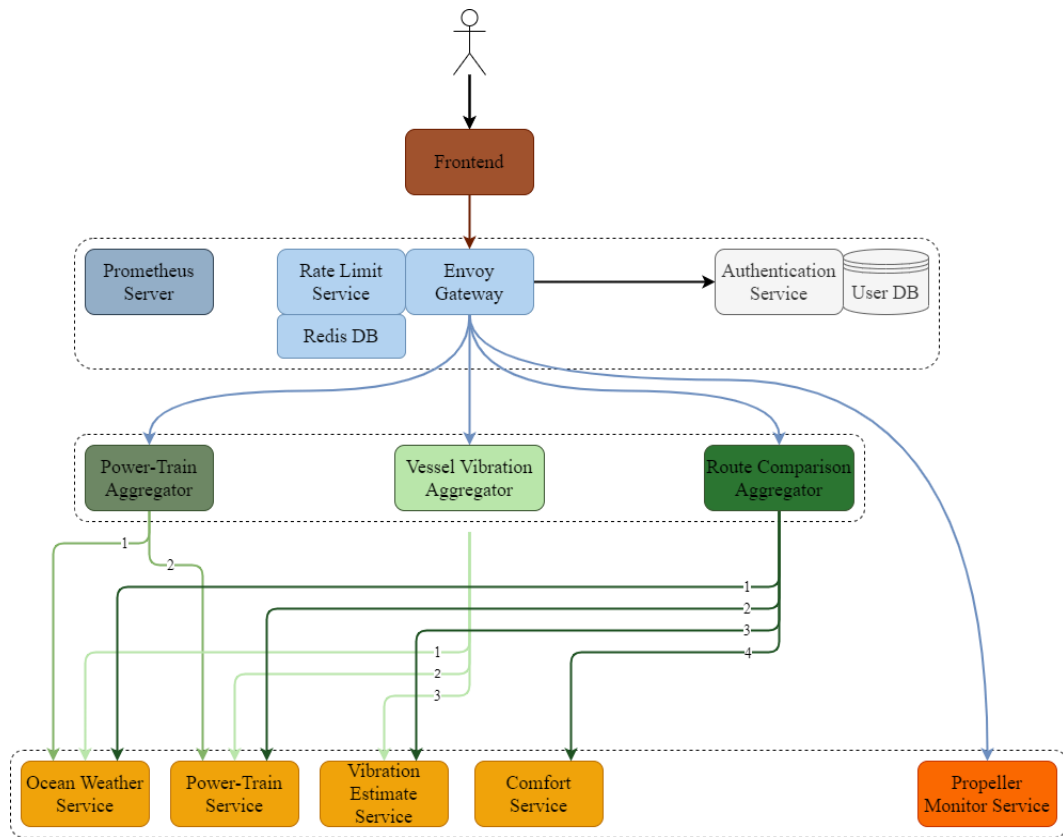 Frontend
Prometheus
Server
Rate Limit
Service
Envoy
Gateway
Redis DB
Authentication
Service
User DB
Power-Train
Aggregator
Vessel Vibration
Aggregator
Route Comparison
Aggregator
1
2
1
2
3
4
1
2
3
Ocean Weather
Service
Power-Train
Service
Vibration
Estimate
Service
Comfort
Service
Propeller
Monitor Service